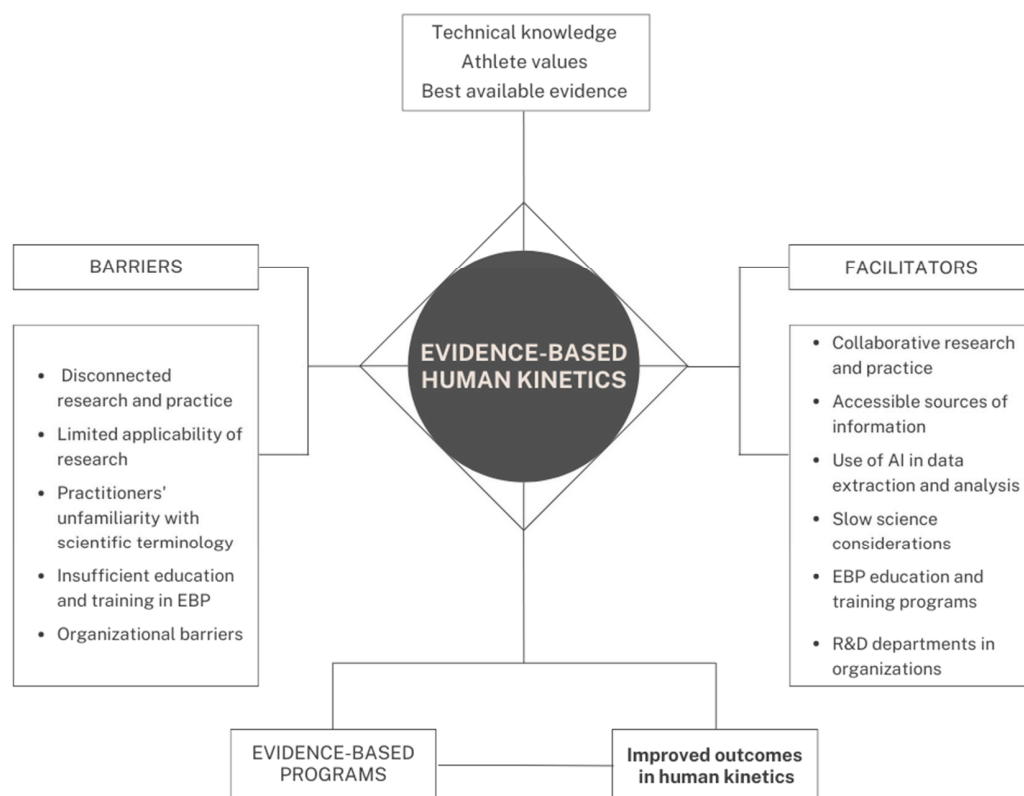 Technical knowledge
Athlete values
Best available evidence
BARRIERS
• Disconnected
research and practice
• Limited applicability of
research
• Practitioners'
unfamiliarity with
scientific terminology
• Insufficient education
and training in EBP
• Organizational barriers
EVIDENCE-BASED
HUMAN KINETICS
FACILITATORS
• Collaborative research
and practice
• Accessible sources of
information
• Use of AI in data
extraction and analysis
• Slow science
considerations
• EBP education and
training programs
• R&D departments in
organizations
EVIDENCE-BASED
PROGRAMS
Improved outcomes
in human kinetics